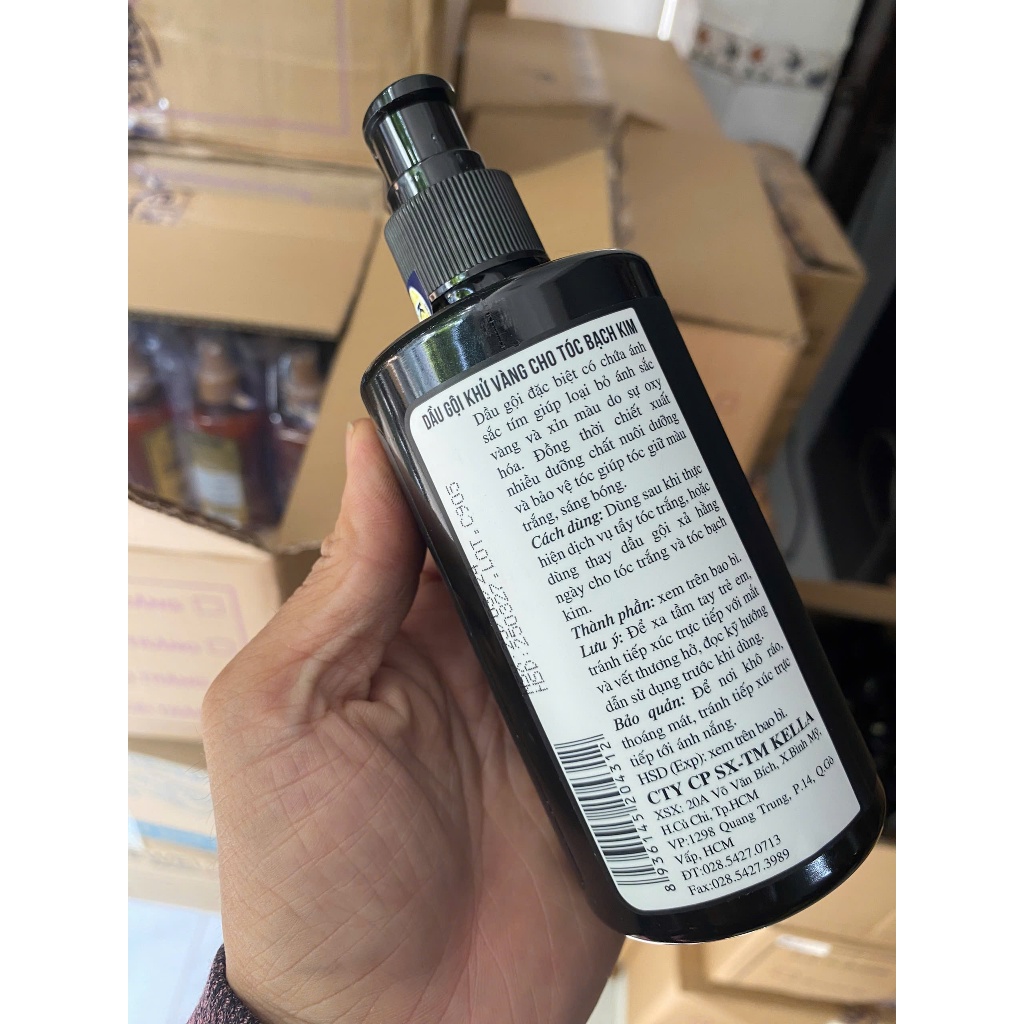 DẦU GỘI KHỬ VÀNG CHO TÓC BẠCH KIM
Dầu gội đặc biệt có chứa ánh
sắc tím giúp loại bỏ ánh sắc
vàng và xỉn màu do sự oxy
hóa. Đồng thời chiết xuất
nhiều dưỡng chất nuôi dưỡng
và bảo vệ tóc giúp tóc giữ màu
trắng, sáng bóng.
Cách dùng: Dùng sau khi thực
hiện dịch vụ tẩy tóc trắng, hoặc
dùng thay dầu gội xả hằng
ngày cho tóc trắng và tóc bạch
kim.
Thành phần: xem trên bao bì.
Lưu ý: Để xa tầm tay trẻ em,
tránh tiếp xúc trực tiếp với mắt
và vết thương hở, đọc kỹ hướng
dẫn sử dụng trước khi dùng.
Bảo quản: Để nơi khô ráo,
thoáng mát, tránh tiếp xúc trực
tiếp tới ánh nắng.
HSD (Exp): xem trên bao bì.
CTY CP SX-TM KELLA
XSX: 20A Võ Văn Bích, X.Bình Mỹ,
H.Củ Chi, Tp.HCM
VP:1298 Quang Trung, P.14, Q.Gò
Vấp, HCM
ĐT:028.5427.0713
Fax:028.5427.3989
HSD:250327-LOT:C905
8936145204312